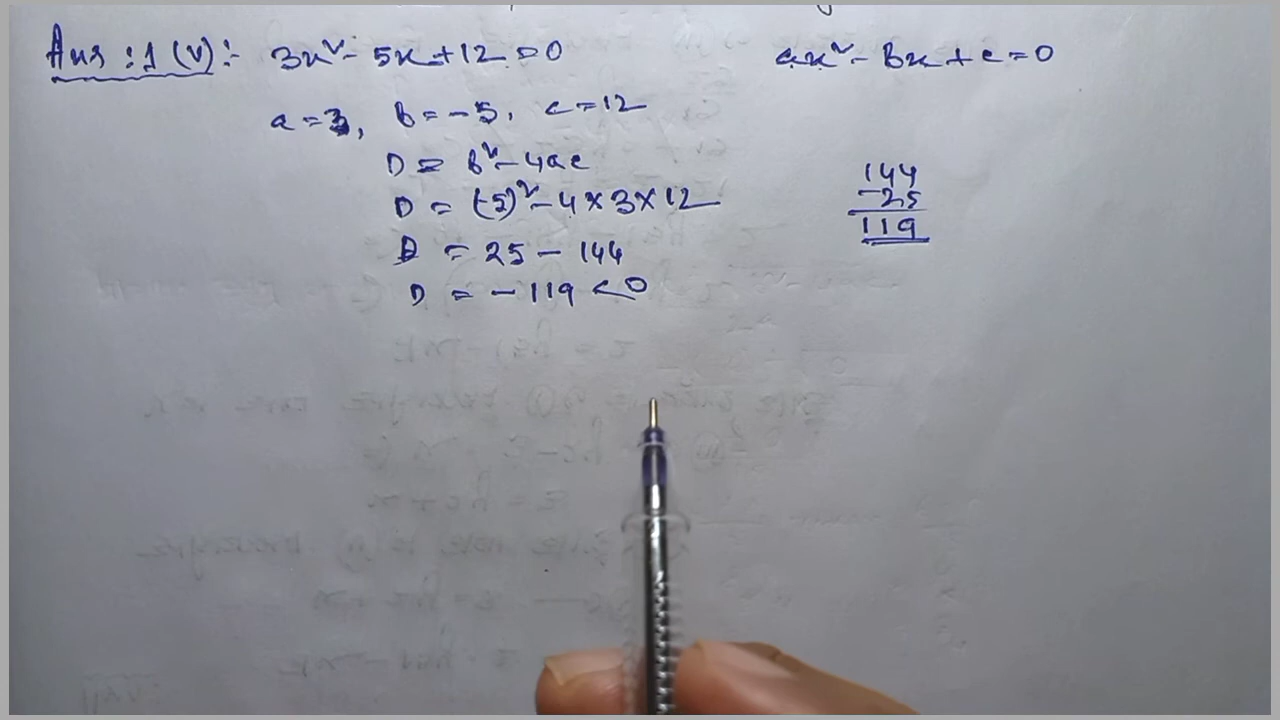 Ans :1 (v):- 3x² - 5x + 12 = 0
ax² - bx + c = 0
a = 3, b = -5, c = 12
D = b² - 4ac
D = (-5)² - 4 × 3 × 12
D = 25 - 144
D = -119 < 0
144
-25
119